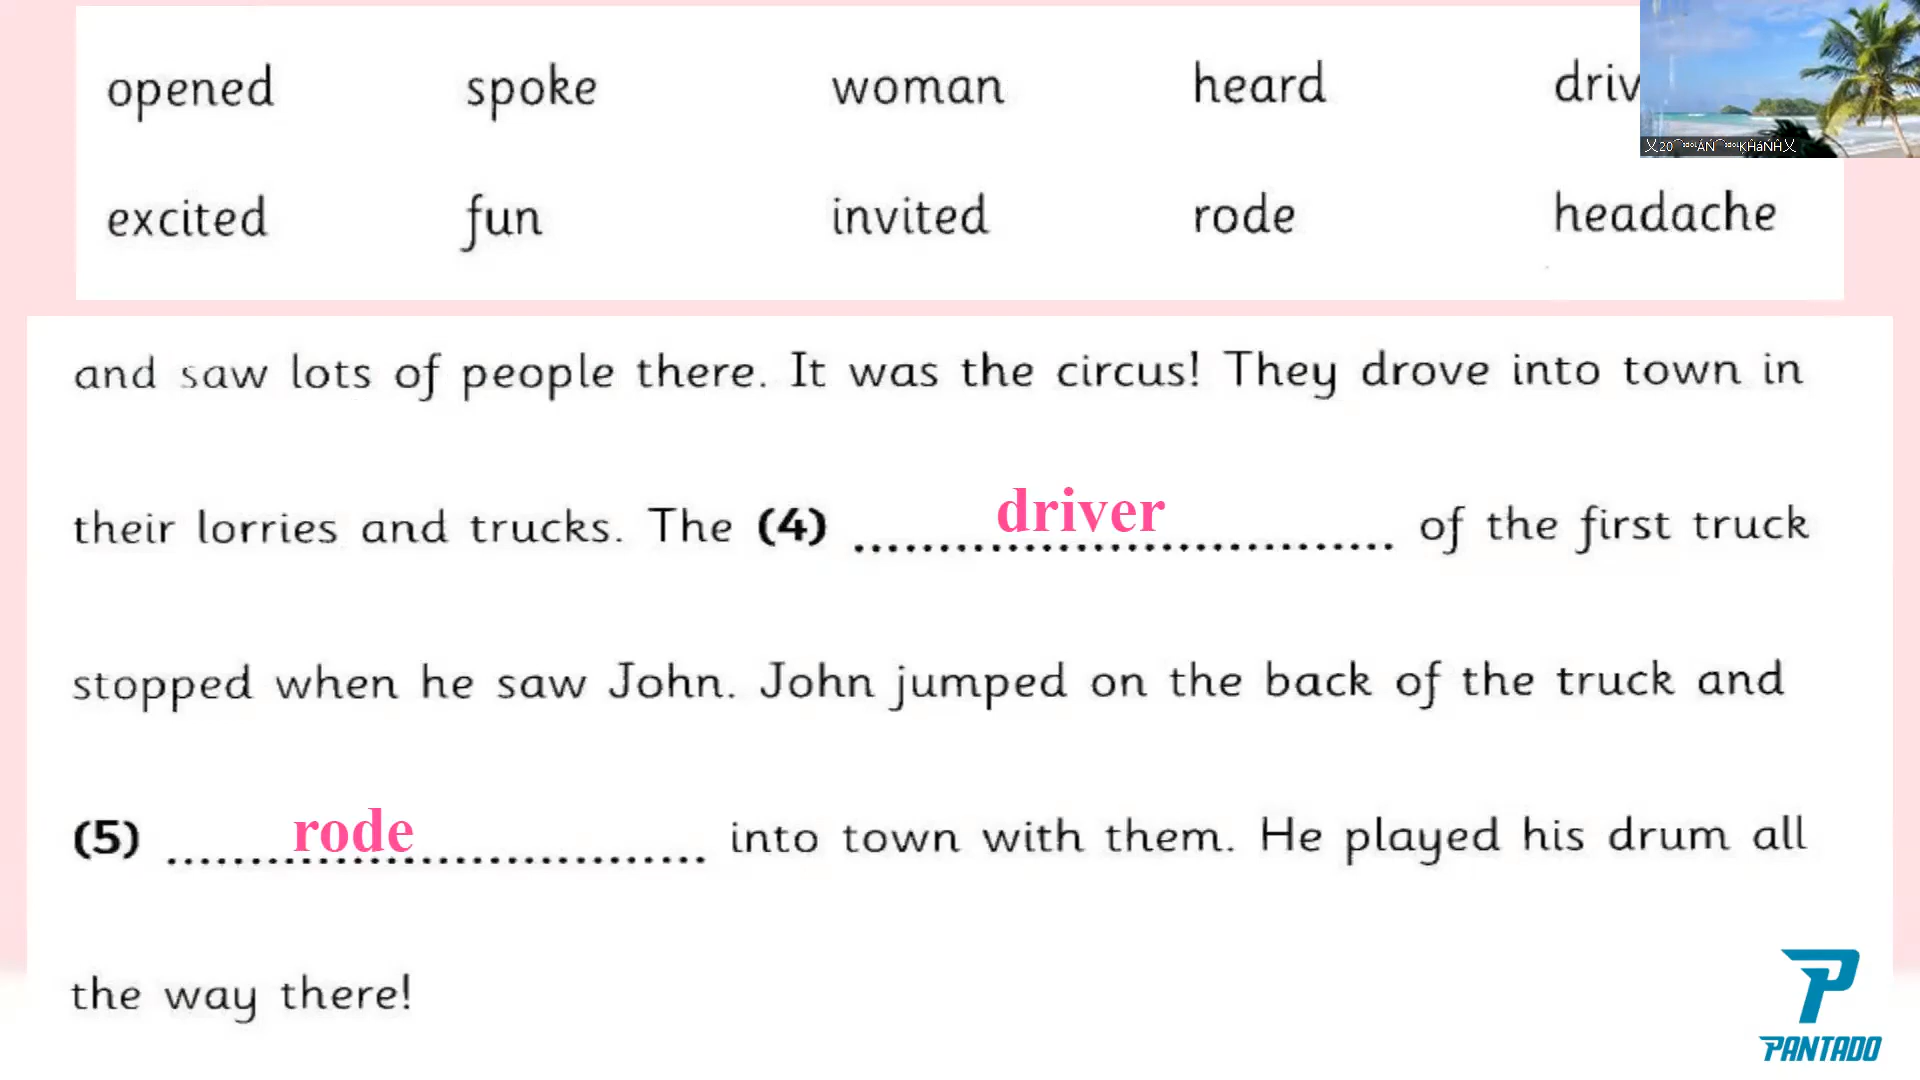 opened spoke woman heard driv
excited fun invited rode headache
and saw lots of people there. It was the circus! They drove into town in
their lorries and trucks. The (4) driver of the first truck
stopped when he saw John. John jumped on the back of the truck and
(5) rode into town with them. He played his drum all
the way there!
PANTADO